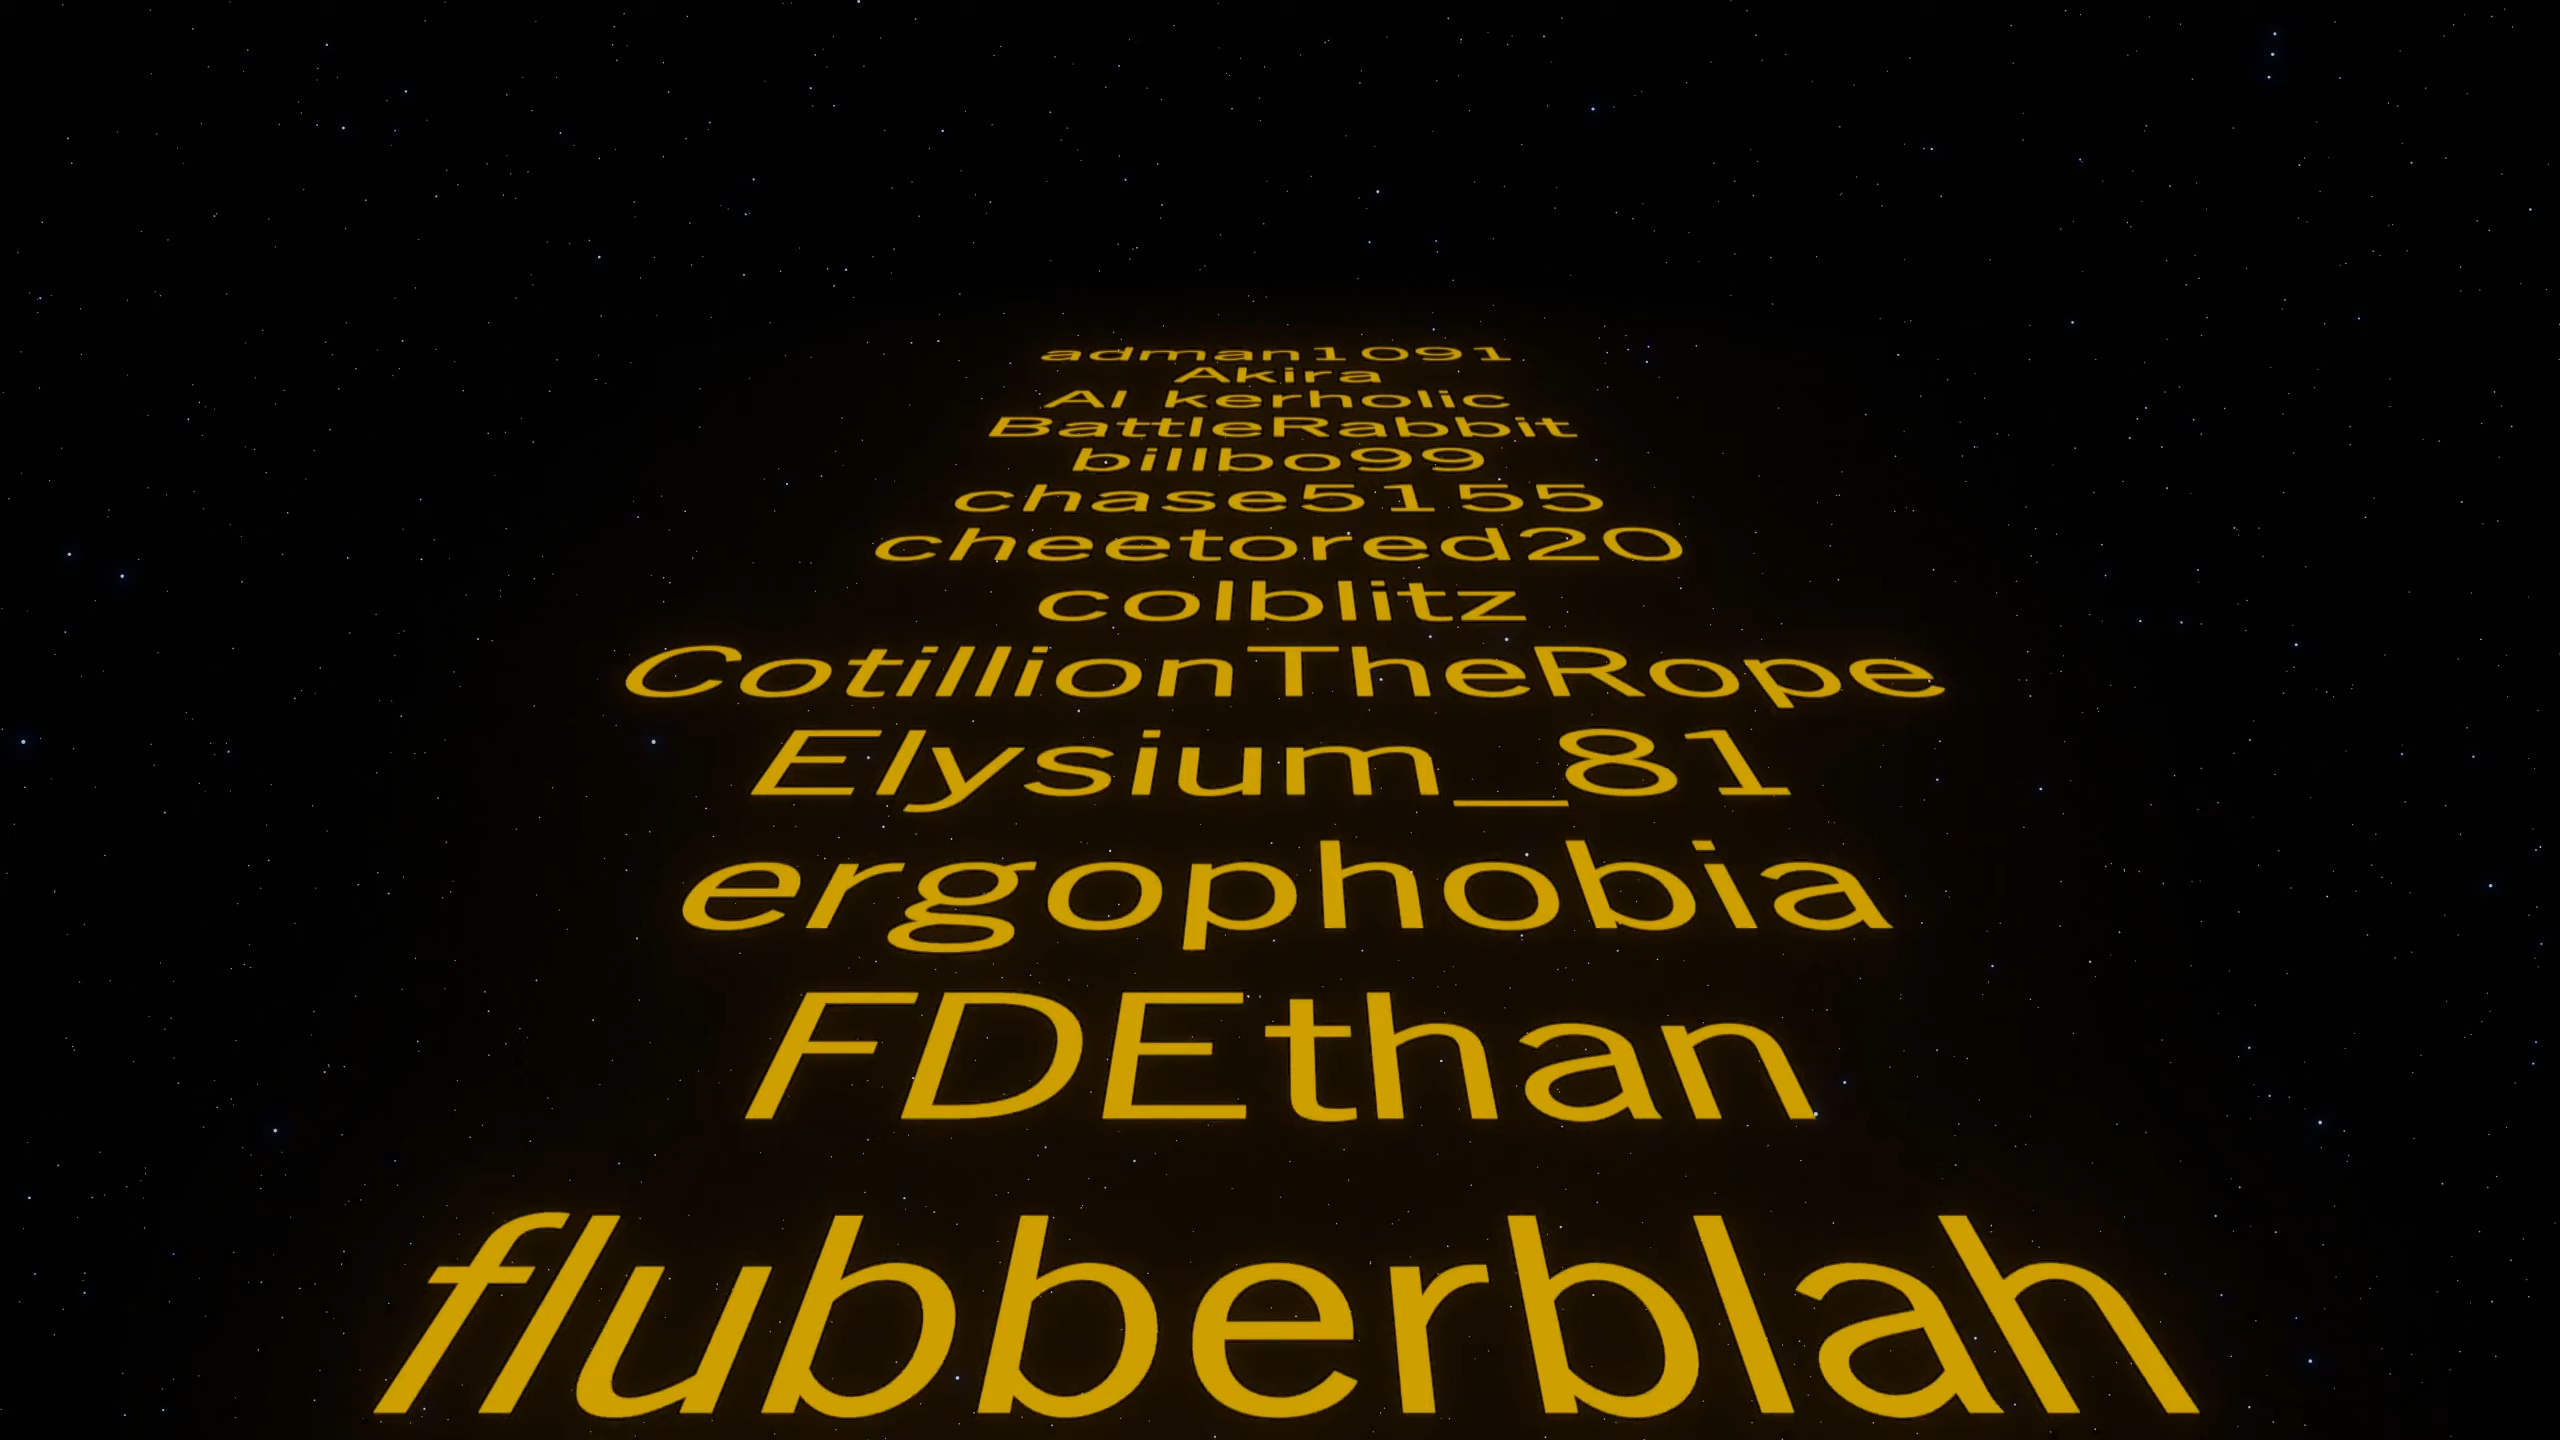 adman1091
Akira
Al kerholic
BattleRabbit
billbo99
chase5155
cheetored20
colblitz
CotillionTheRope
Elysium_81
ergophobia
FDEthan
flubberblah